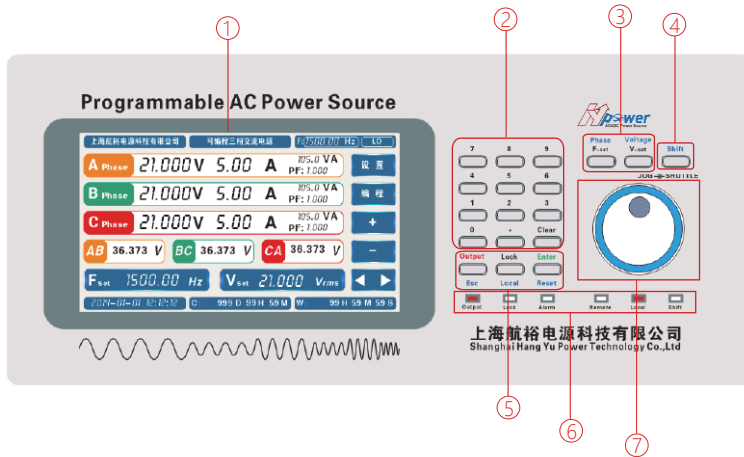 ① ② ③ ④
Programmable AC Power Source
Hypower
AC&DC Power Source
上海航裕电源科技有限公司 可编程三相交流电源 F:1500.00 Hz LO
A Phase 21.000V 5.00 A 105.0 VA PF: 1.000 设置
B Phase 21.000V 5.00 A 105.0 VA PF: 1.000 编程
C Phase 21.000V 5.00 A 105.0 VA PF: 1.000 +
AB 36.373 V BC 36.373 V CA 36.373 V −
Fset 1500.00 Hz Vset 21.000 Vrms
2014-01-01 12:12:12 C: 999 D 99 H 59 M W: 99 H 59 M 59 S
7 8 9
4 5 6
1 2 3
0 . Clear
Output Lock Enter
Esc Local Reset
Phase Voltage
F-set V-set
Shift
JOG SHUTTLE
Output Lock Alarm Remote Local Shift
上海航裕电源科技有限公司
Shanghai Hang Yu Power Technology Co.,Ltd
⑤ ⑥ ⑦